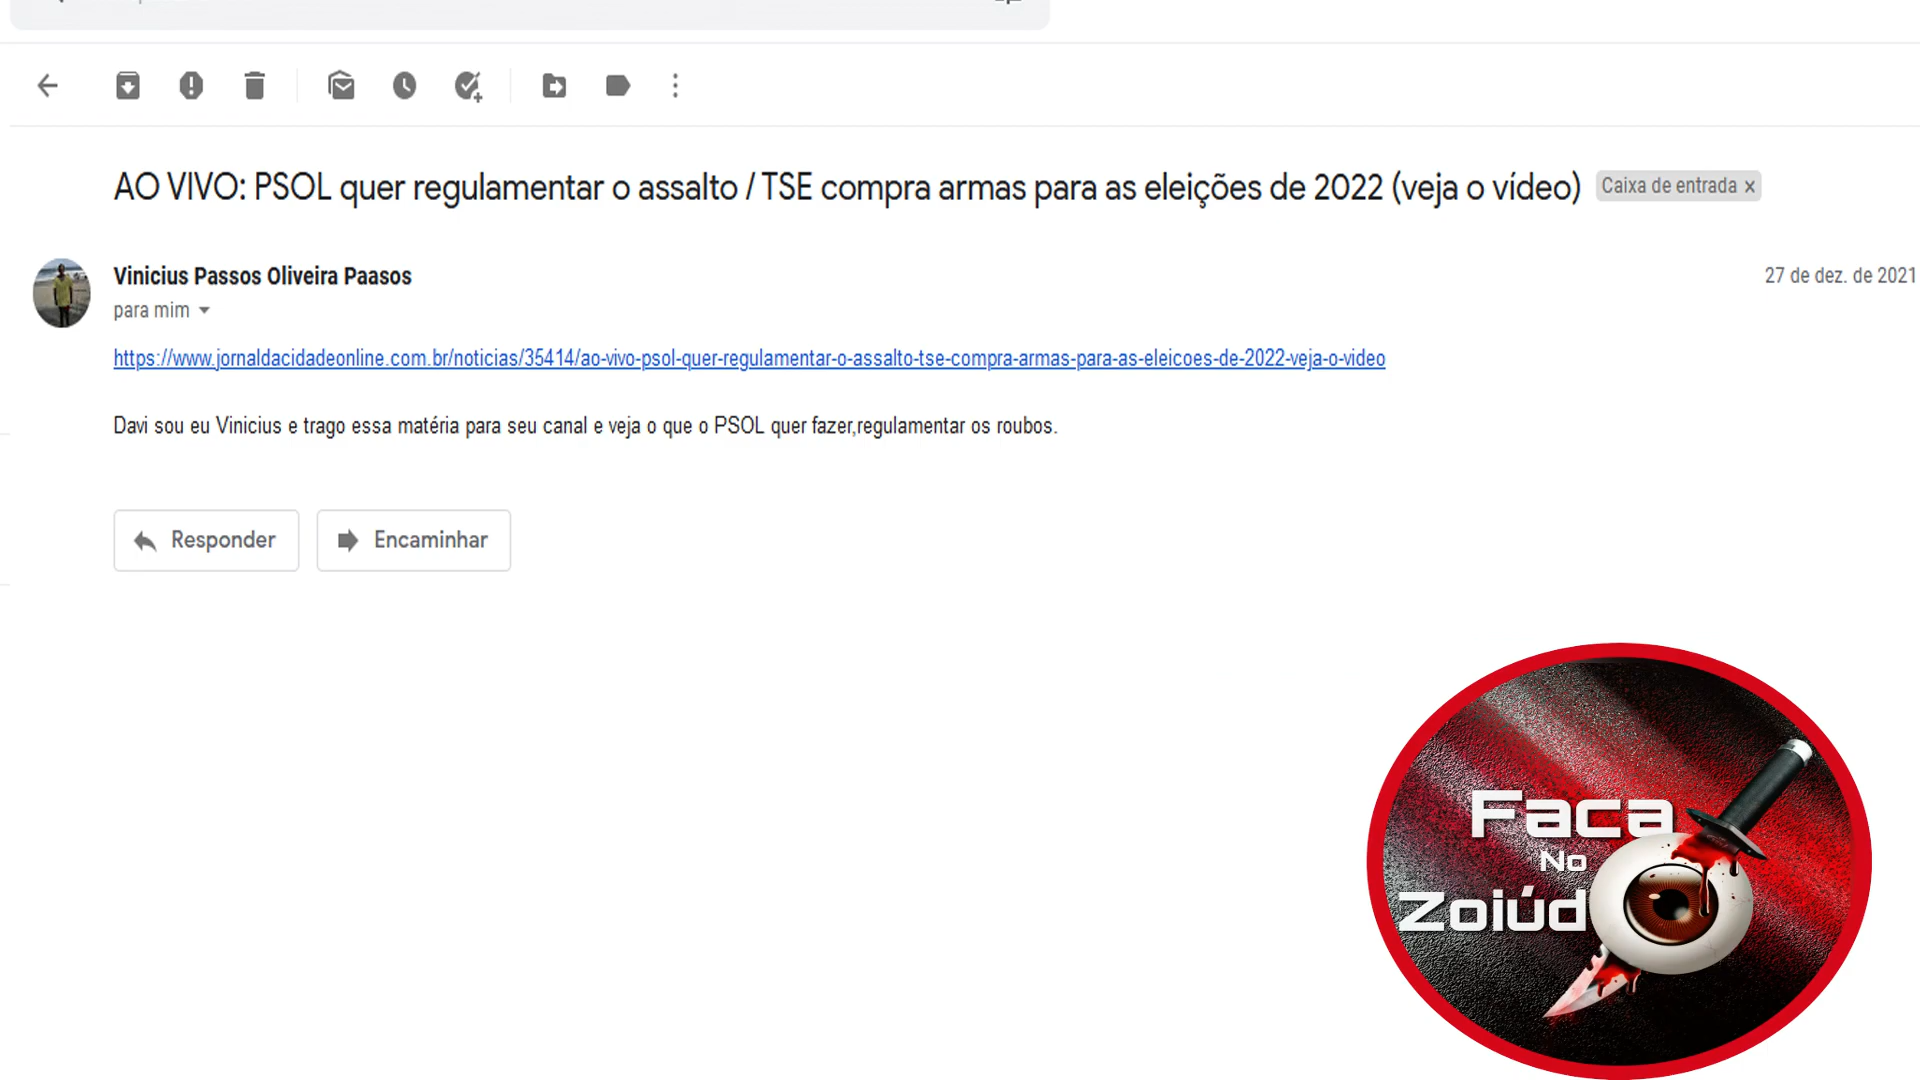 AO VIVO: PSOL quer regulamentar o assalto / TSE compra armas para as eleições de 2022 (veja o vídeo) Caixa de entrada ×
Vinicius Passos Oliveira Paasos
27 de dez. de 2021
para mim
https://www.jornaldacidadeonline.com.br/noticias/35414/ao-vivo-psol-quer-regulamentar-o-assalto-tse-compra-armas-para-as-eleicoes-de-2022-veja-o-video
Davi sou eu Vinicius e trago essa matéria para seu canal e veja o que o PSOL quer fazer,regulamentar os roubos.
Responder Encaminhar
Faca
No
Zoiúd